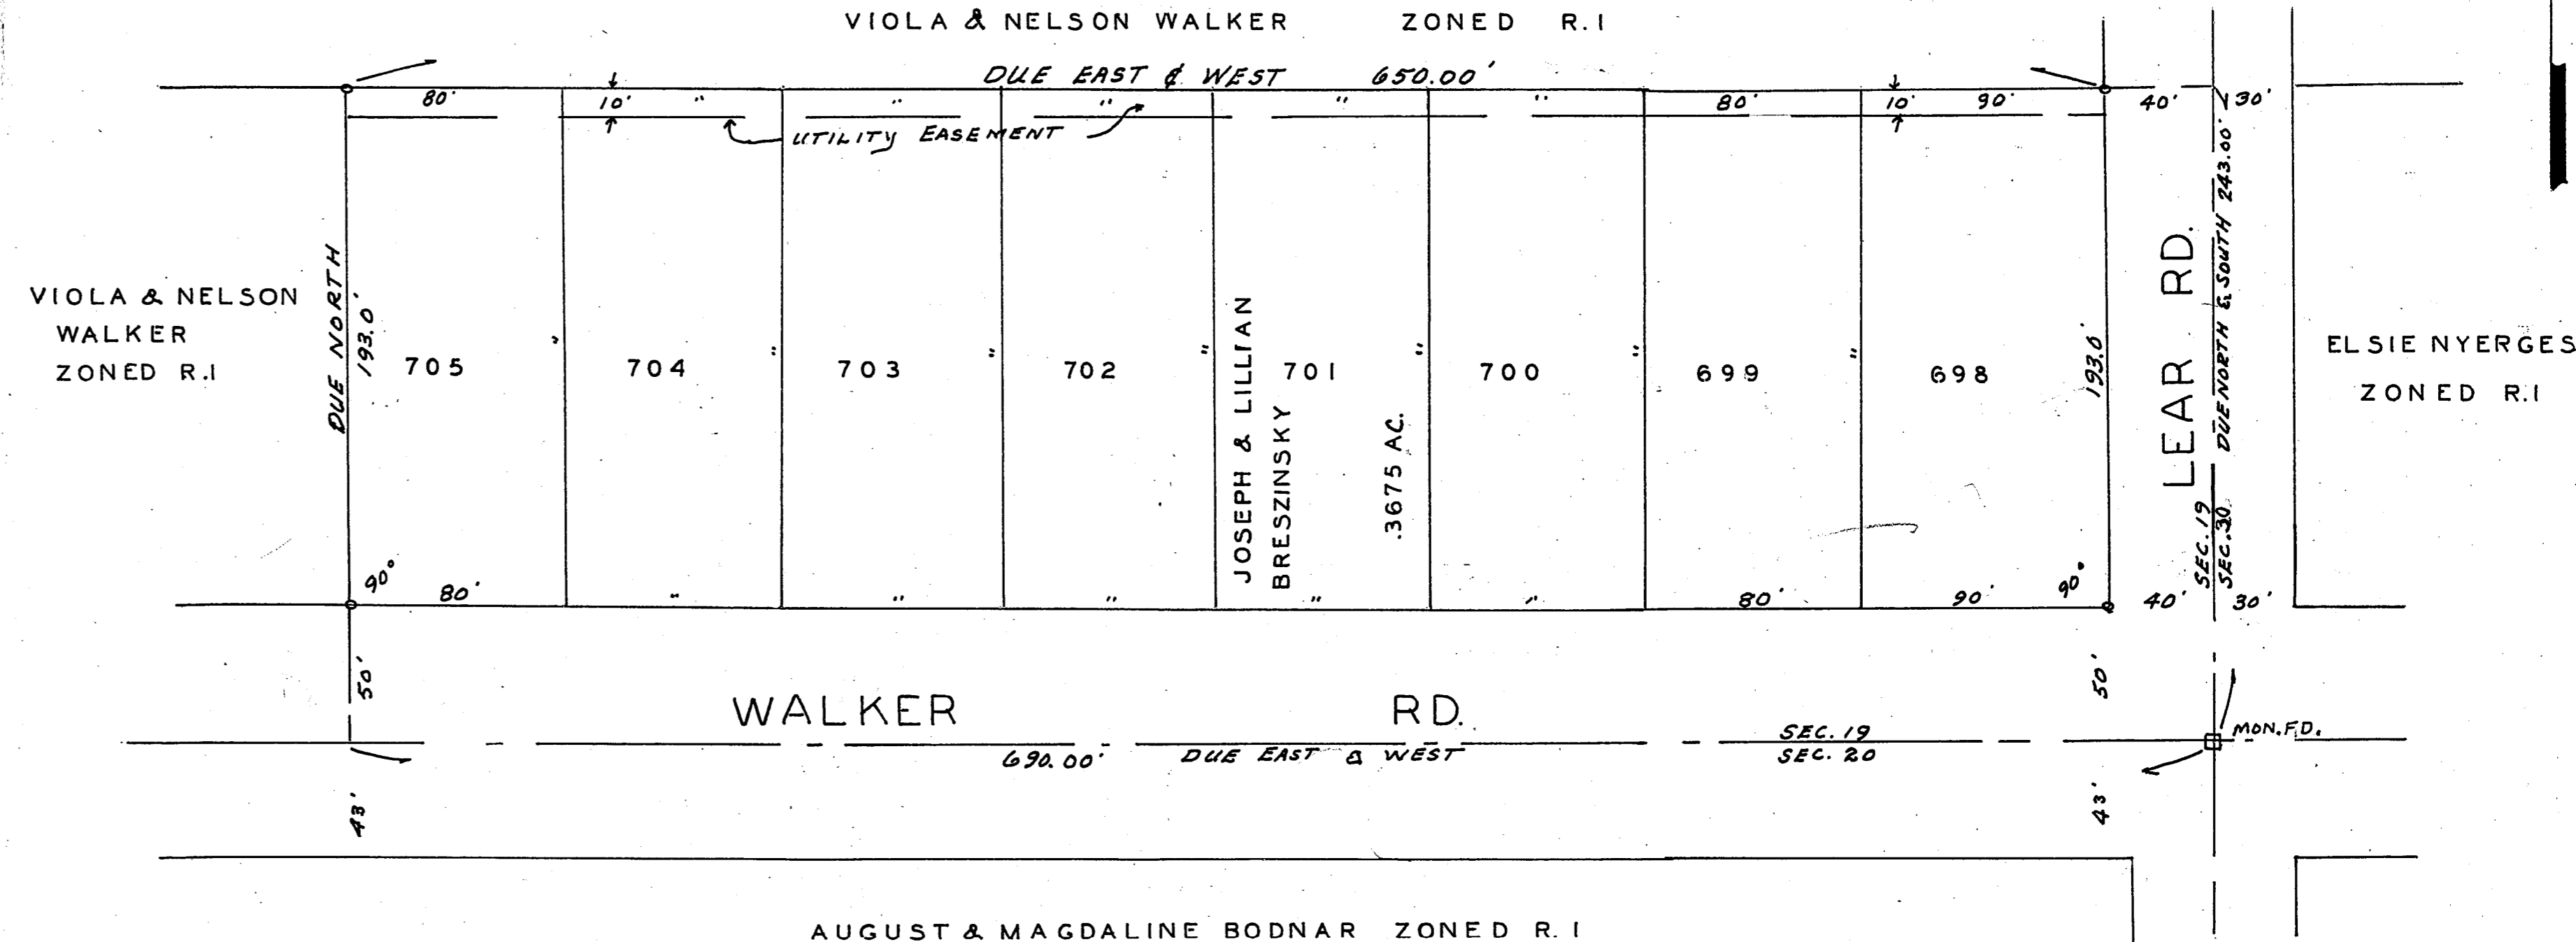 VIOLA & NELSON WALKER ZONED R.1
DUE EAST & WEST 650.00'
80' 10' " " " " " 80' 10' 90' 40' 30'
UTILITY EASEMENT
DUE NORTH
193.0'
VIOLA & NELSON
WALKER
ZONED R.1
705 " 704 " 703 " 702 " 701 " 700 " 699 " 698
JOSEPH & LILLIAN
BRESZINSKY
.3675 AC.
193.0'
LEAR RD.
DUE NORTH & SOUTH 243.00'
SEC. 19
SEC. 30
ELSIE NYERGES
ZONED R.1
90° 90°
80' " " " " " 80' 90' 40' 30'
50' 50'
WALKER RD.
SEC. 19
MON. FD.
690.00' DUE EAST & WEST
SEC. 20
43' 43'
AUGUST & MAGDALINE BODNAR ZONED R.1